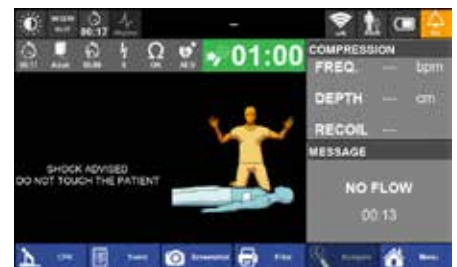 00:17
01:00
COMPRESSION
FREQ. --- bpm
DEPTH --- cm
RECOIL ---
MESSAGE
SHOCK ADVISED
DO NOT TOUCH THE PATIENT
NO FLOW
00:13
CPR
Event
Screenshot
Print
Menu